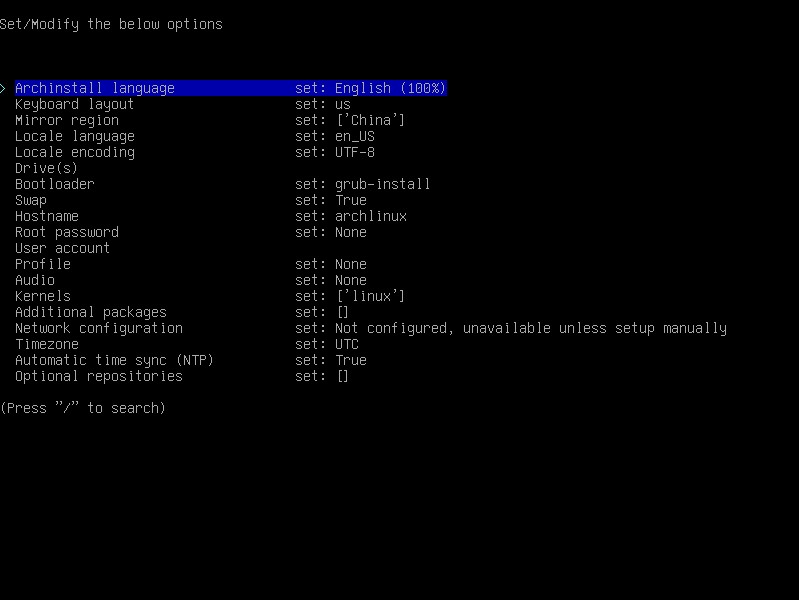 Set/Modify the below options
> Archinstall language set: English (100%)
Keyboard layout set: us
Mirror region set: ['China']
Locale language set: en_US
Locale encoding set: UTF-8
Drive(s)
Bootloader set: grub-install
Swap set: True
Hostname set: archlinux
Root password set: None
User account
Profile set: None
Audio set: None
Kernels set: ['linux']
Additional packages set: []
Network configuration set: Not configured, unavailable unless setup manually
Timezone set: UTC
Automatic time sync (NTP) set: True
Optional repositories set: []
(Press "/" to search)